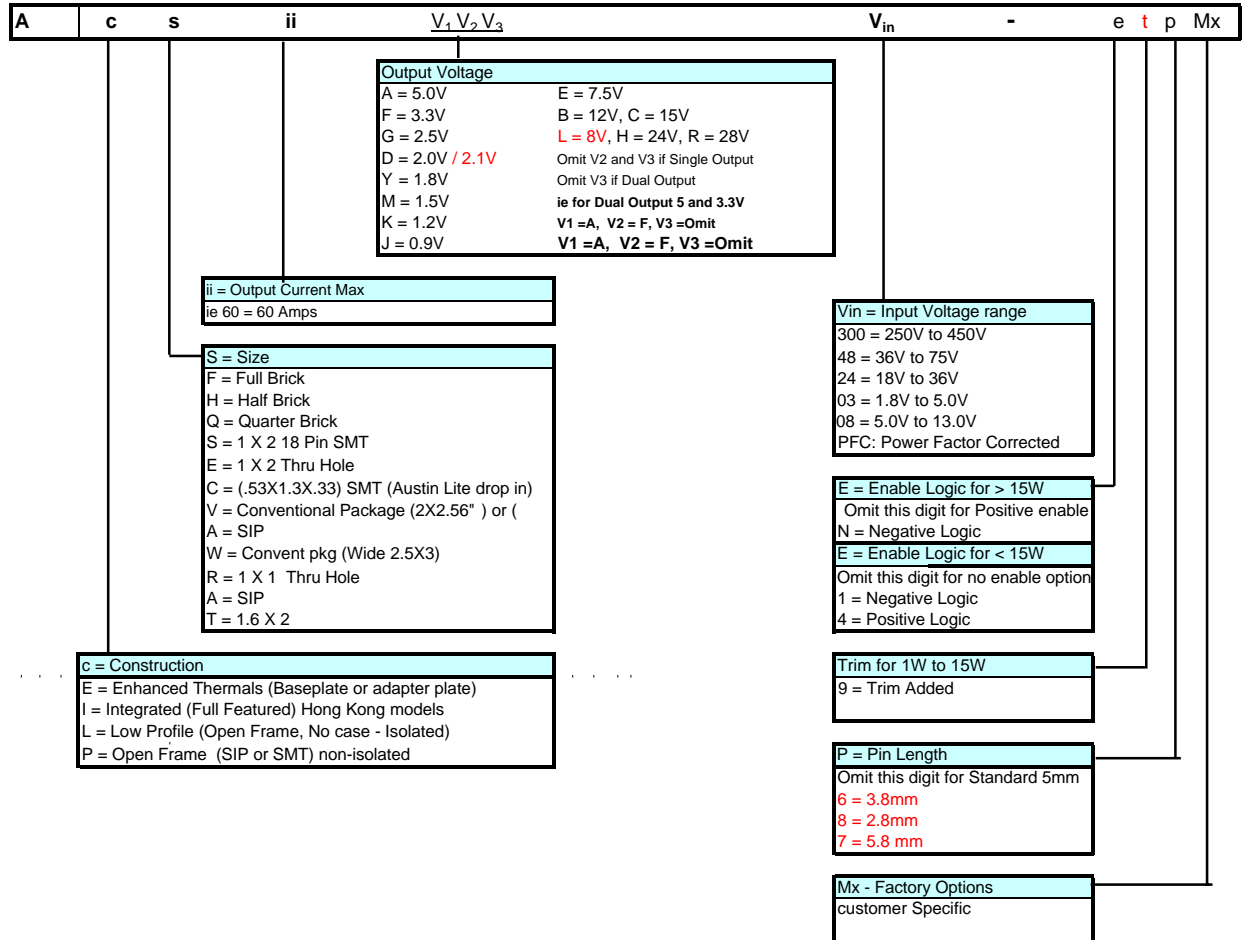 A c s ii V1 V2 V3 Vin - e t p Mx
Output Voltage
A = 5.0V E = 7.5V
F = 3.3V B = 12V, C = 15V
G = 2.5V L = 8V, H = 24V, R = 28V
D = 2.0V / 2.1V Omit V2 and V3 if Single Output
Y = 1.8V Omit V3 if Dual Output
M = 1.5V ie for Dual Output 5 and 3.3V
K = 1.2V V1 =A, V2 = F, V3 =Omit
J = 0.9V V1 =A, V2 = F, V3 =Omit
ii = Output Current Max
ie 60 = 60 Amps
Vin = Input Voltage range
300 = 250V to 450V
48 = 36V to 75V
24 = 18V to 36V
03 = 1.8V to 5.0V
08 = 5.0V to 13.0V
PFC: Power Factor Corrected
S = Size
F = Full Brick
H = Half Brick
Q = Quarter Brick
S = 1 X 2 18 Pin SMT
E = 1 X 2 Thru Hole
C = (.53X1.3X.33) SMT (Austin Lite drop in)
V = Conventional Package (2X2.56" ) or (
A = SIP
W = Convent pkg (Wide 2.5X3)
R = 1 X 1 Thru Hole
A = SIP
T = 1.6 X 2
E = Enable Logic for > 15W
Omit this digit for Positive enable
N = Negative Logic
E = Enable Logic for < 15W
Omit this digit for no enable option
1 = Negative Logic
4 = Positive Logic
c = Construction
E = Enhanced Thermals (Baseplate or adapter plate)
I = Integrated (Full Featured) Hong Kong models
L = Low Profile (Open Frame, No case - Isolated)
P = Open Frame (SIP or SMT) non-isolated
Trim for 1W to 15W
9 = Trim Added
P = Pin Length
Omit this digit for Standard 5mm
6 = 3.8mm
8 = 2.8mm
7 = 5.8 mm
Mx - Factory Options
customer Specific